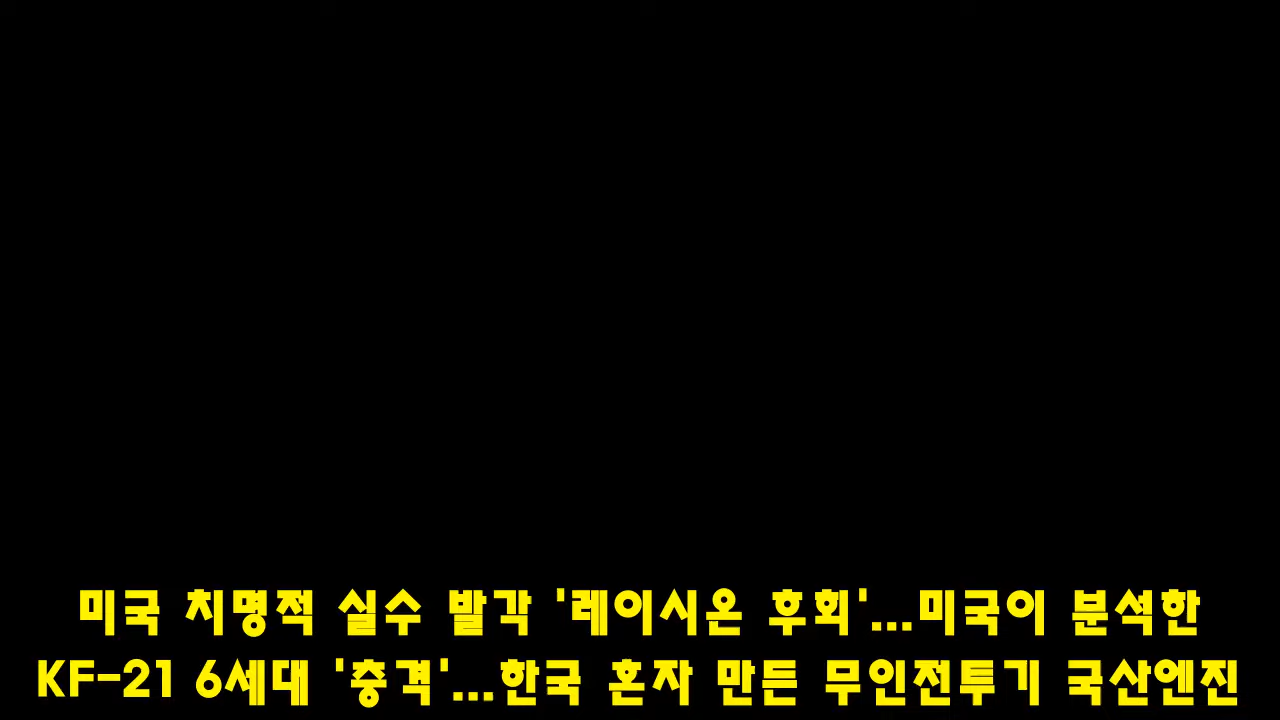 미국 치명적 실수 발각 '레이시온 후회'...미국이 분석한
KF-21 6세대 '충격'...한국 혼자 만든 무인전투기 국산엔진